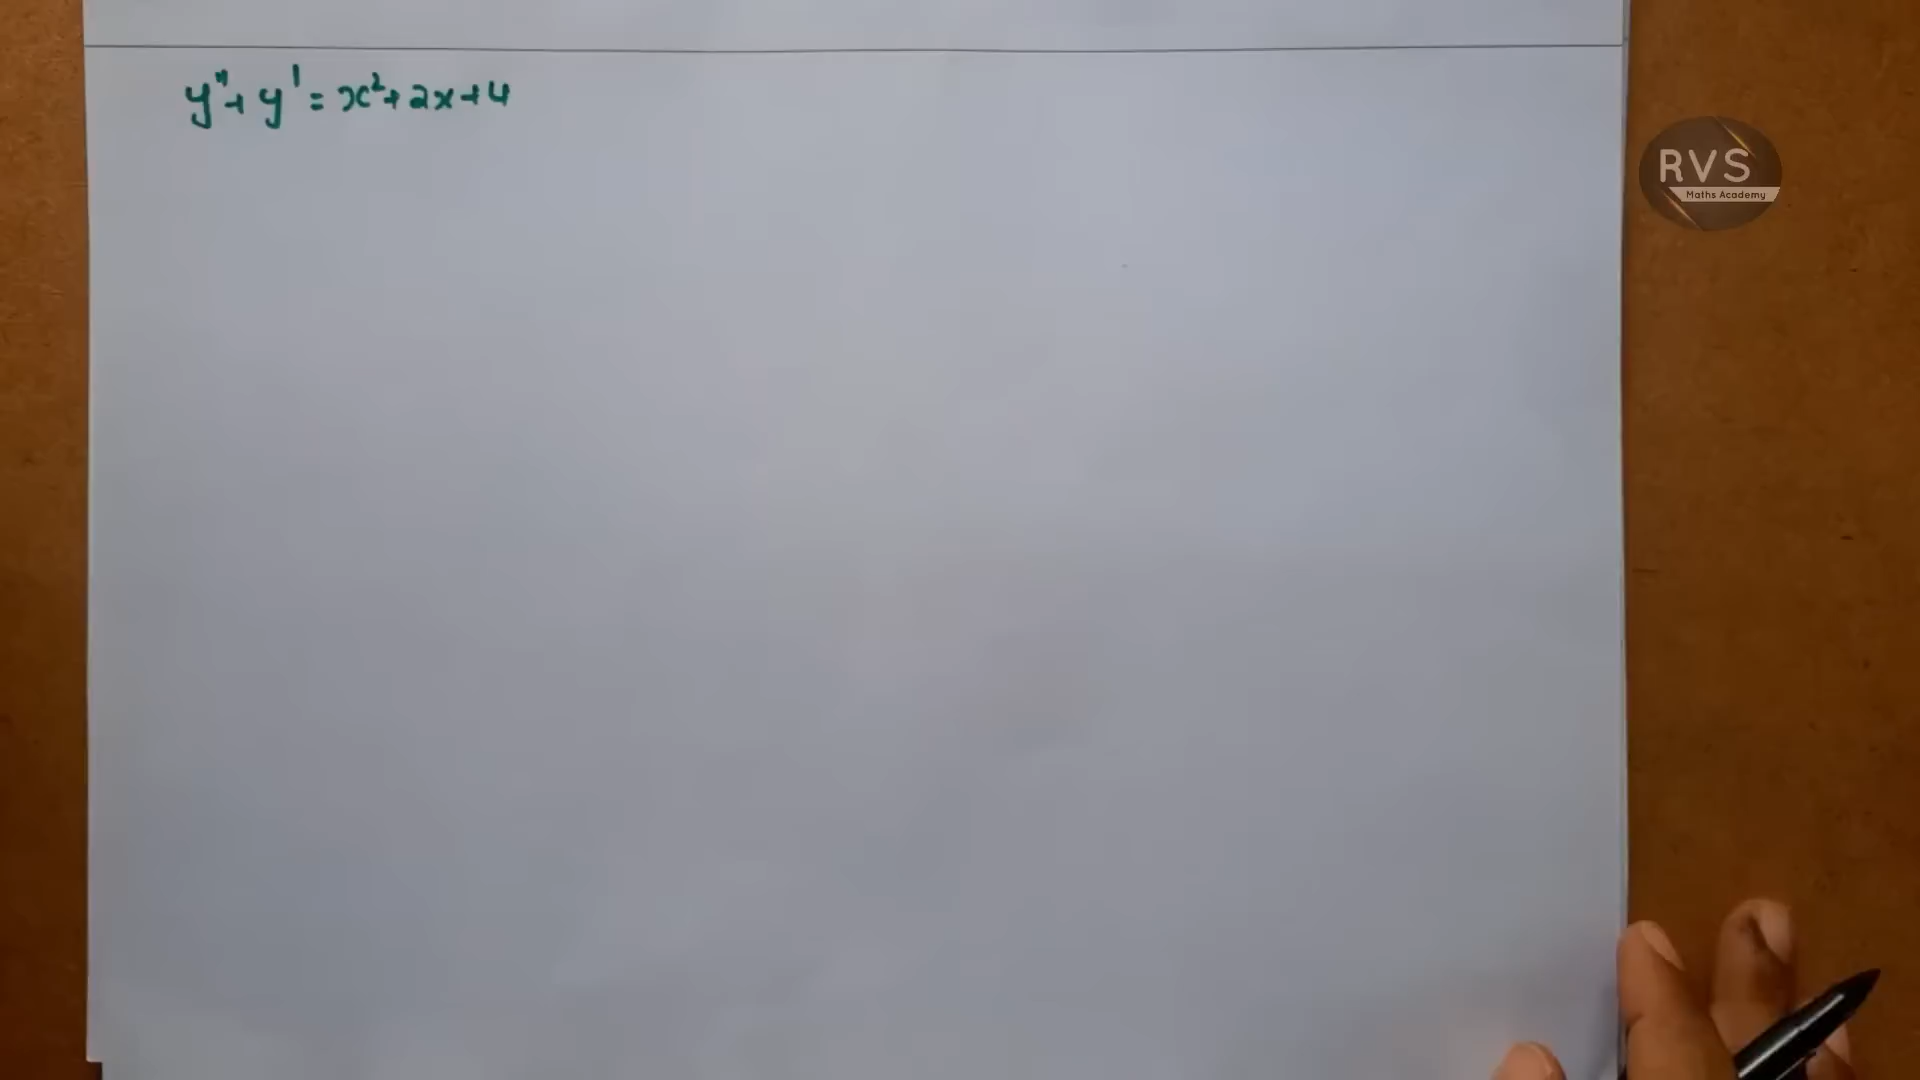 y'' + y' = x² + 2x + 4
RVS
Maths Academy